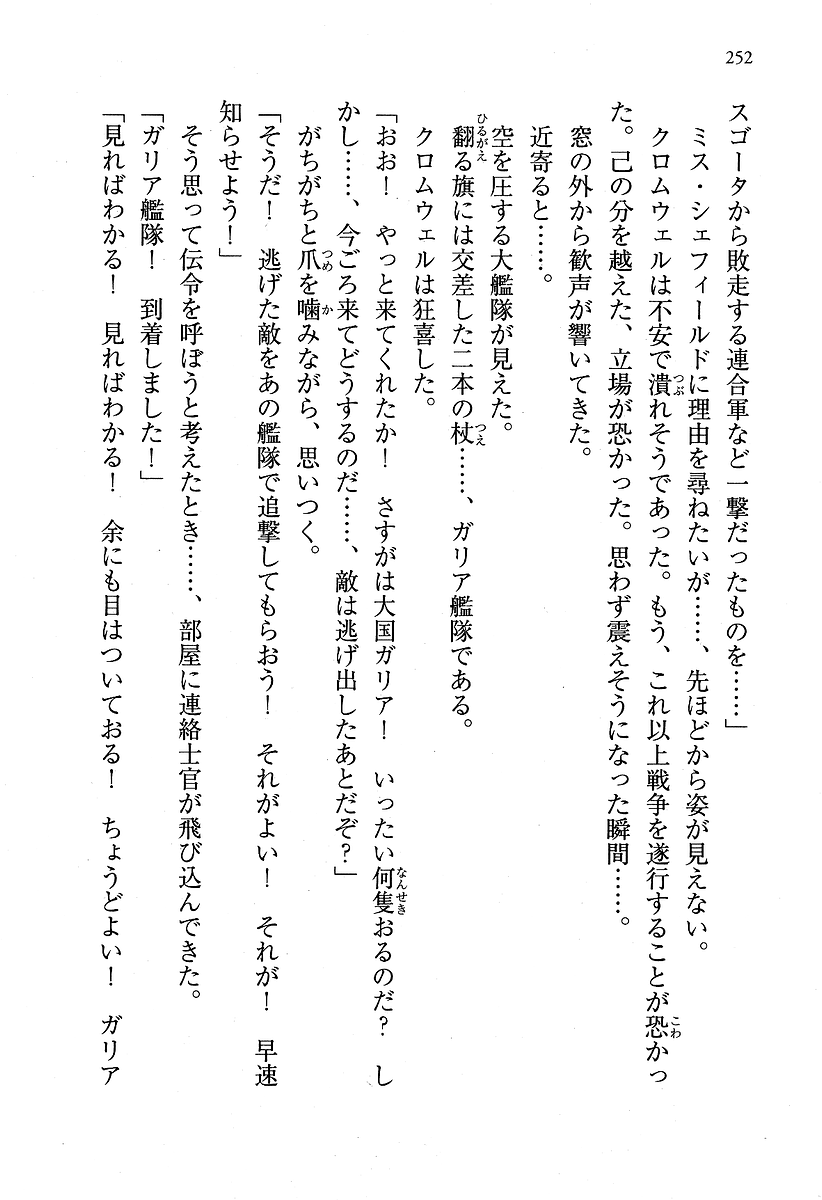 252
スゴータから敗走する連合軍など一撃だったものを……」
　ミス・シェフィールドに理由を尋ねたいが……、先ほどから姿が見えない。
　クロムウェルは不安で潰れそうであった。もう、これ以上戦争を遂行することが恐かっ
た。己の分を越えた、立場が恐かった。思わず震えそうになった瞬間……。
　窓の外から歓声が響いてきた。
　近寄ると……。
　空を圧する大艦隊が見えた。
　翻る旗には交差した二本の杖……、ガリア艦隊である。
　クロムウェルは狂喜した。
「おお！　やっと来てくれたか！　さすがは大国ガリア！　いったい何隻おるのだ？　し
かし……、今ごろ来てどうするのだ……、敵は逃げ出したあとだぞ？」
　がちがちと爪を噛みながら、思いつく。
「そうだ！　逃げた敵をあの艦隊で追撃してもらおう！　それがよい！　それが！　早速
知らせよう！」
　そう思って伝令を呼ぼうと考えたとき……、部屋に連絡士官が飛び込んできた。
「ガリア艦隊！　到着しました！」
「見ればわかる！　見ればわかる！　余にも目はついておる！　ちょうどよい！　ガリア